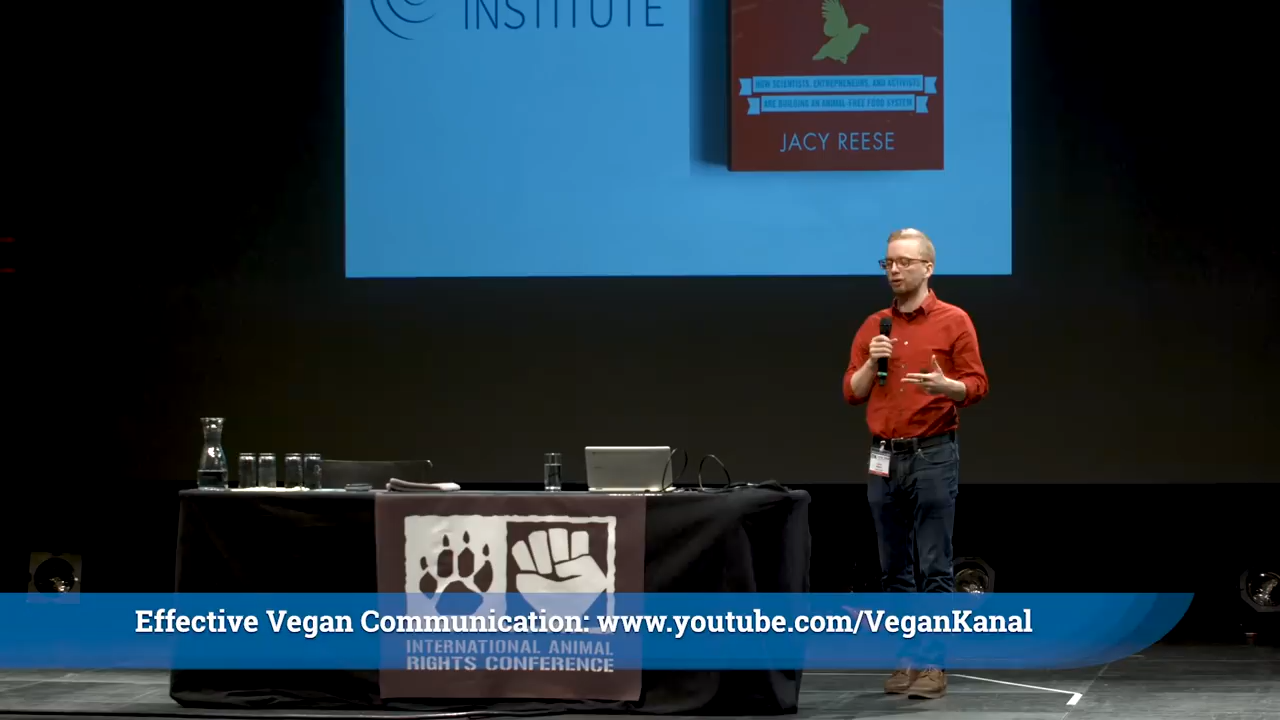 INSTITUTE
HOW SCIENTISTS, ENTREPRENEURS, AND ACTIVISTS
ARE BUILDING AN ANIMAL-FREE FOOD SYSTEM
JACY REESE
Effective Vegan Communication: www.youtube.com/VeganKanal
INTERNATIONAL ANIMAL
RIGHTS CONFERENCE